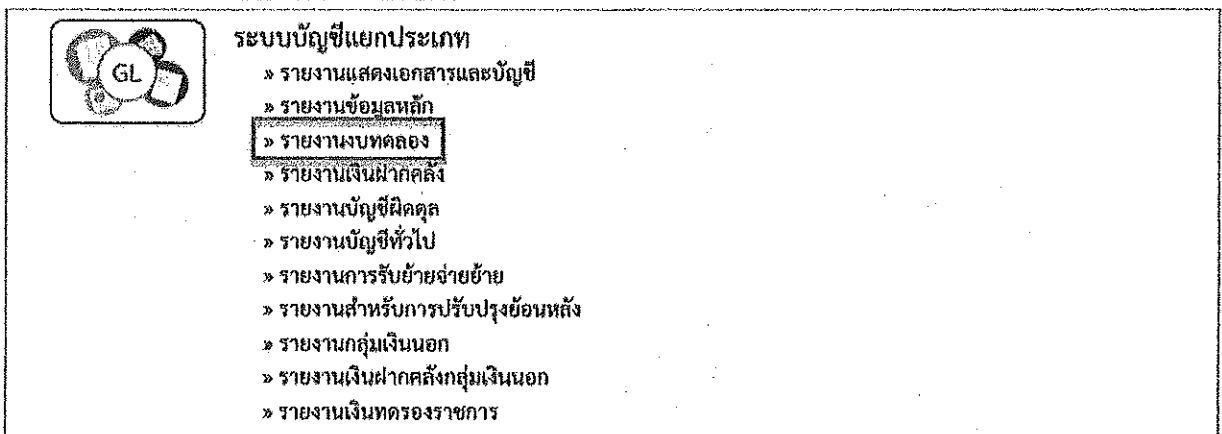 ระบบบัญชีแยกประเภท
GL
» รายงานแสดงเอกสารและบัญชี
» รายงานข้อมูลหลัก
» รายงานงบทดลอง
» รายงานเงินฝากคลัง
» รายงานบัญชีผิดดุล
» รายงานบัญชีทั่วไป
» รายงานการรับย้ายจ่ายย้าย
» รายงานสำหรับการปรับปรุงย้อนหลัง
» รายงานกลุ่มเงินนอก
» รายงานเงินฝากคลังกลุ่มเงินนอก
» รายงานเงินทดรองราชการ